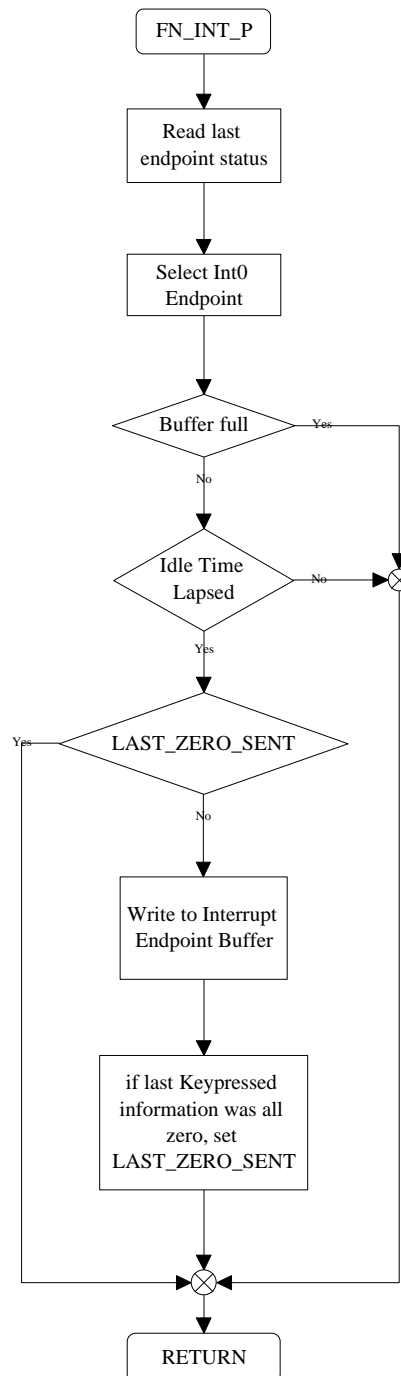 FN_INT_P
Read last
endpoint status
Select Int0
Endpoint
Buffer full
Yes
No
Idle Time
Lapsed
No
Yes
Yes
LAST_ZERO_SENT
No
Write to Interrupt
Endpoint Buffer
if last Keypressed
information was all
zero, set
LAST_ZERO_SENT
RETURN